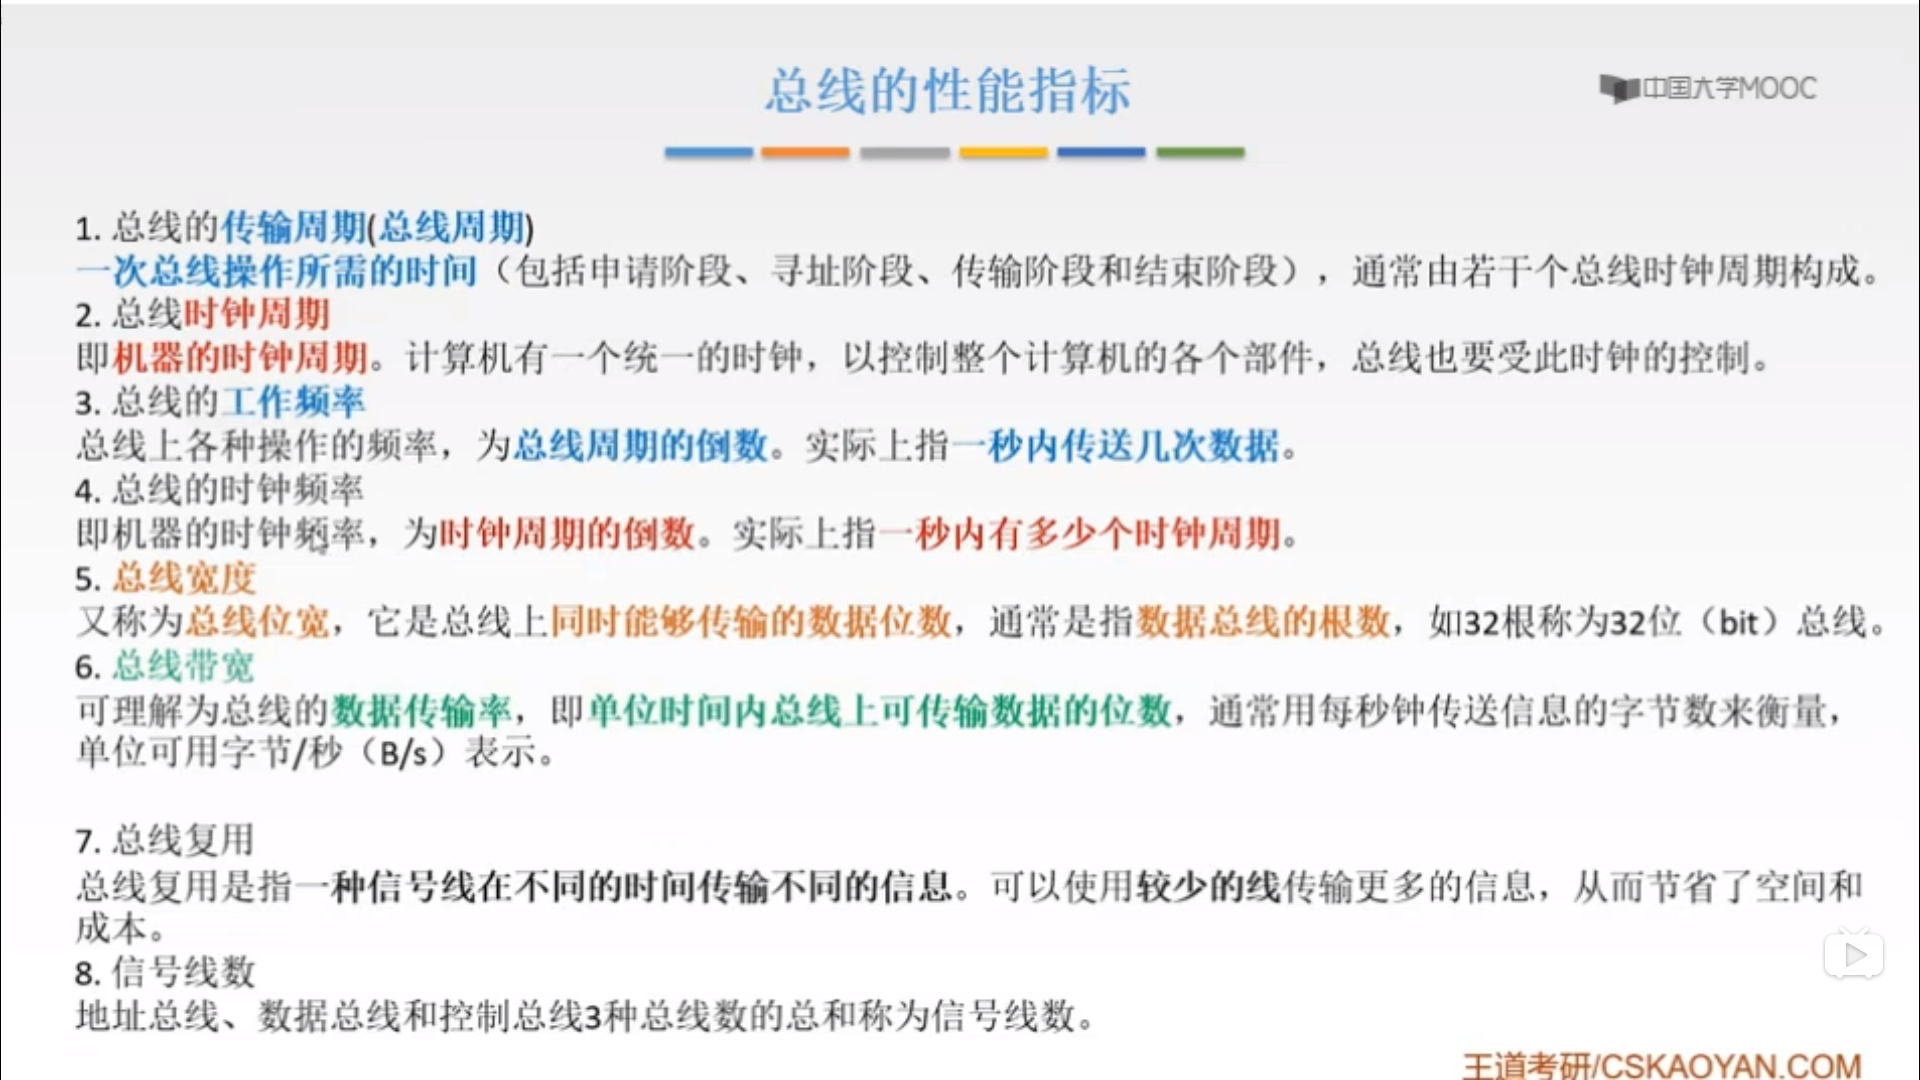 总线的性能指标
中国大学MOOC
1. 总线的传输周期(总线周期)
一次总线操作所需的时间（包括申请阶段、寻址阶段、传输阶段和结束阶段），通常由若干个总线时钟周期构成。
2. 总线时钟周期
即机器的时钟周期。计算机有一个统一的时钟，以控制整个计算机的各个部件，总线也要受此时钟的控制。
3. 总线的工作频率
总线上各种操作的频率，为总线周期的倒数。实际上指一秒内传送几次数据。
4. 总线的时钟频率
即机器的时钟频率，为时钟周期的倒数。实际上指一秒内有多少个时钟周期。
5. 总线宽度
又称为总线位宽，它是总线上同时能够传输的数据位数，通常是指数据总线的根数，如32根称为32位（bit）总线。
6. 总线带宽
可理解为总线的数据传输率，即单位时间内总线上可传输数据的位数，通常用每秒钟传送信息的字节数来衡量，
单位可用字节/秒（B/s）表示。
7. 总线复用
总线复用是指一种信号线在不同的时间传输不同的信息。可以使用较少的线传输更多的信息，从而节省了空间和
成本。
8. 信号线数
地址总线、数据总线和控制总线3种总线数的总和称为信号线数。
王道考研/CSKAOYAN.COM